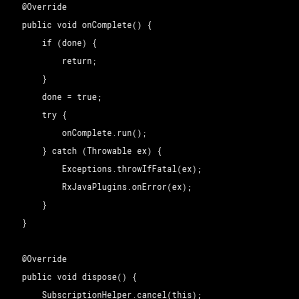 @Override
public void onComplete() {
if (done) {
return;
}
done = true;
try {
onComplete.run();
} catch (Throwable ex) {
Exceptions.throwIfFatal(ex);
RxJavaPlugins.onError(ex);
}
}
@Override
public void dispose() {
SubscriptionHelper.cancel(this);